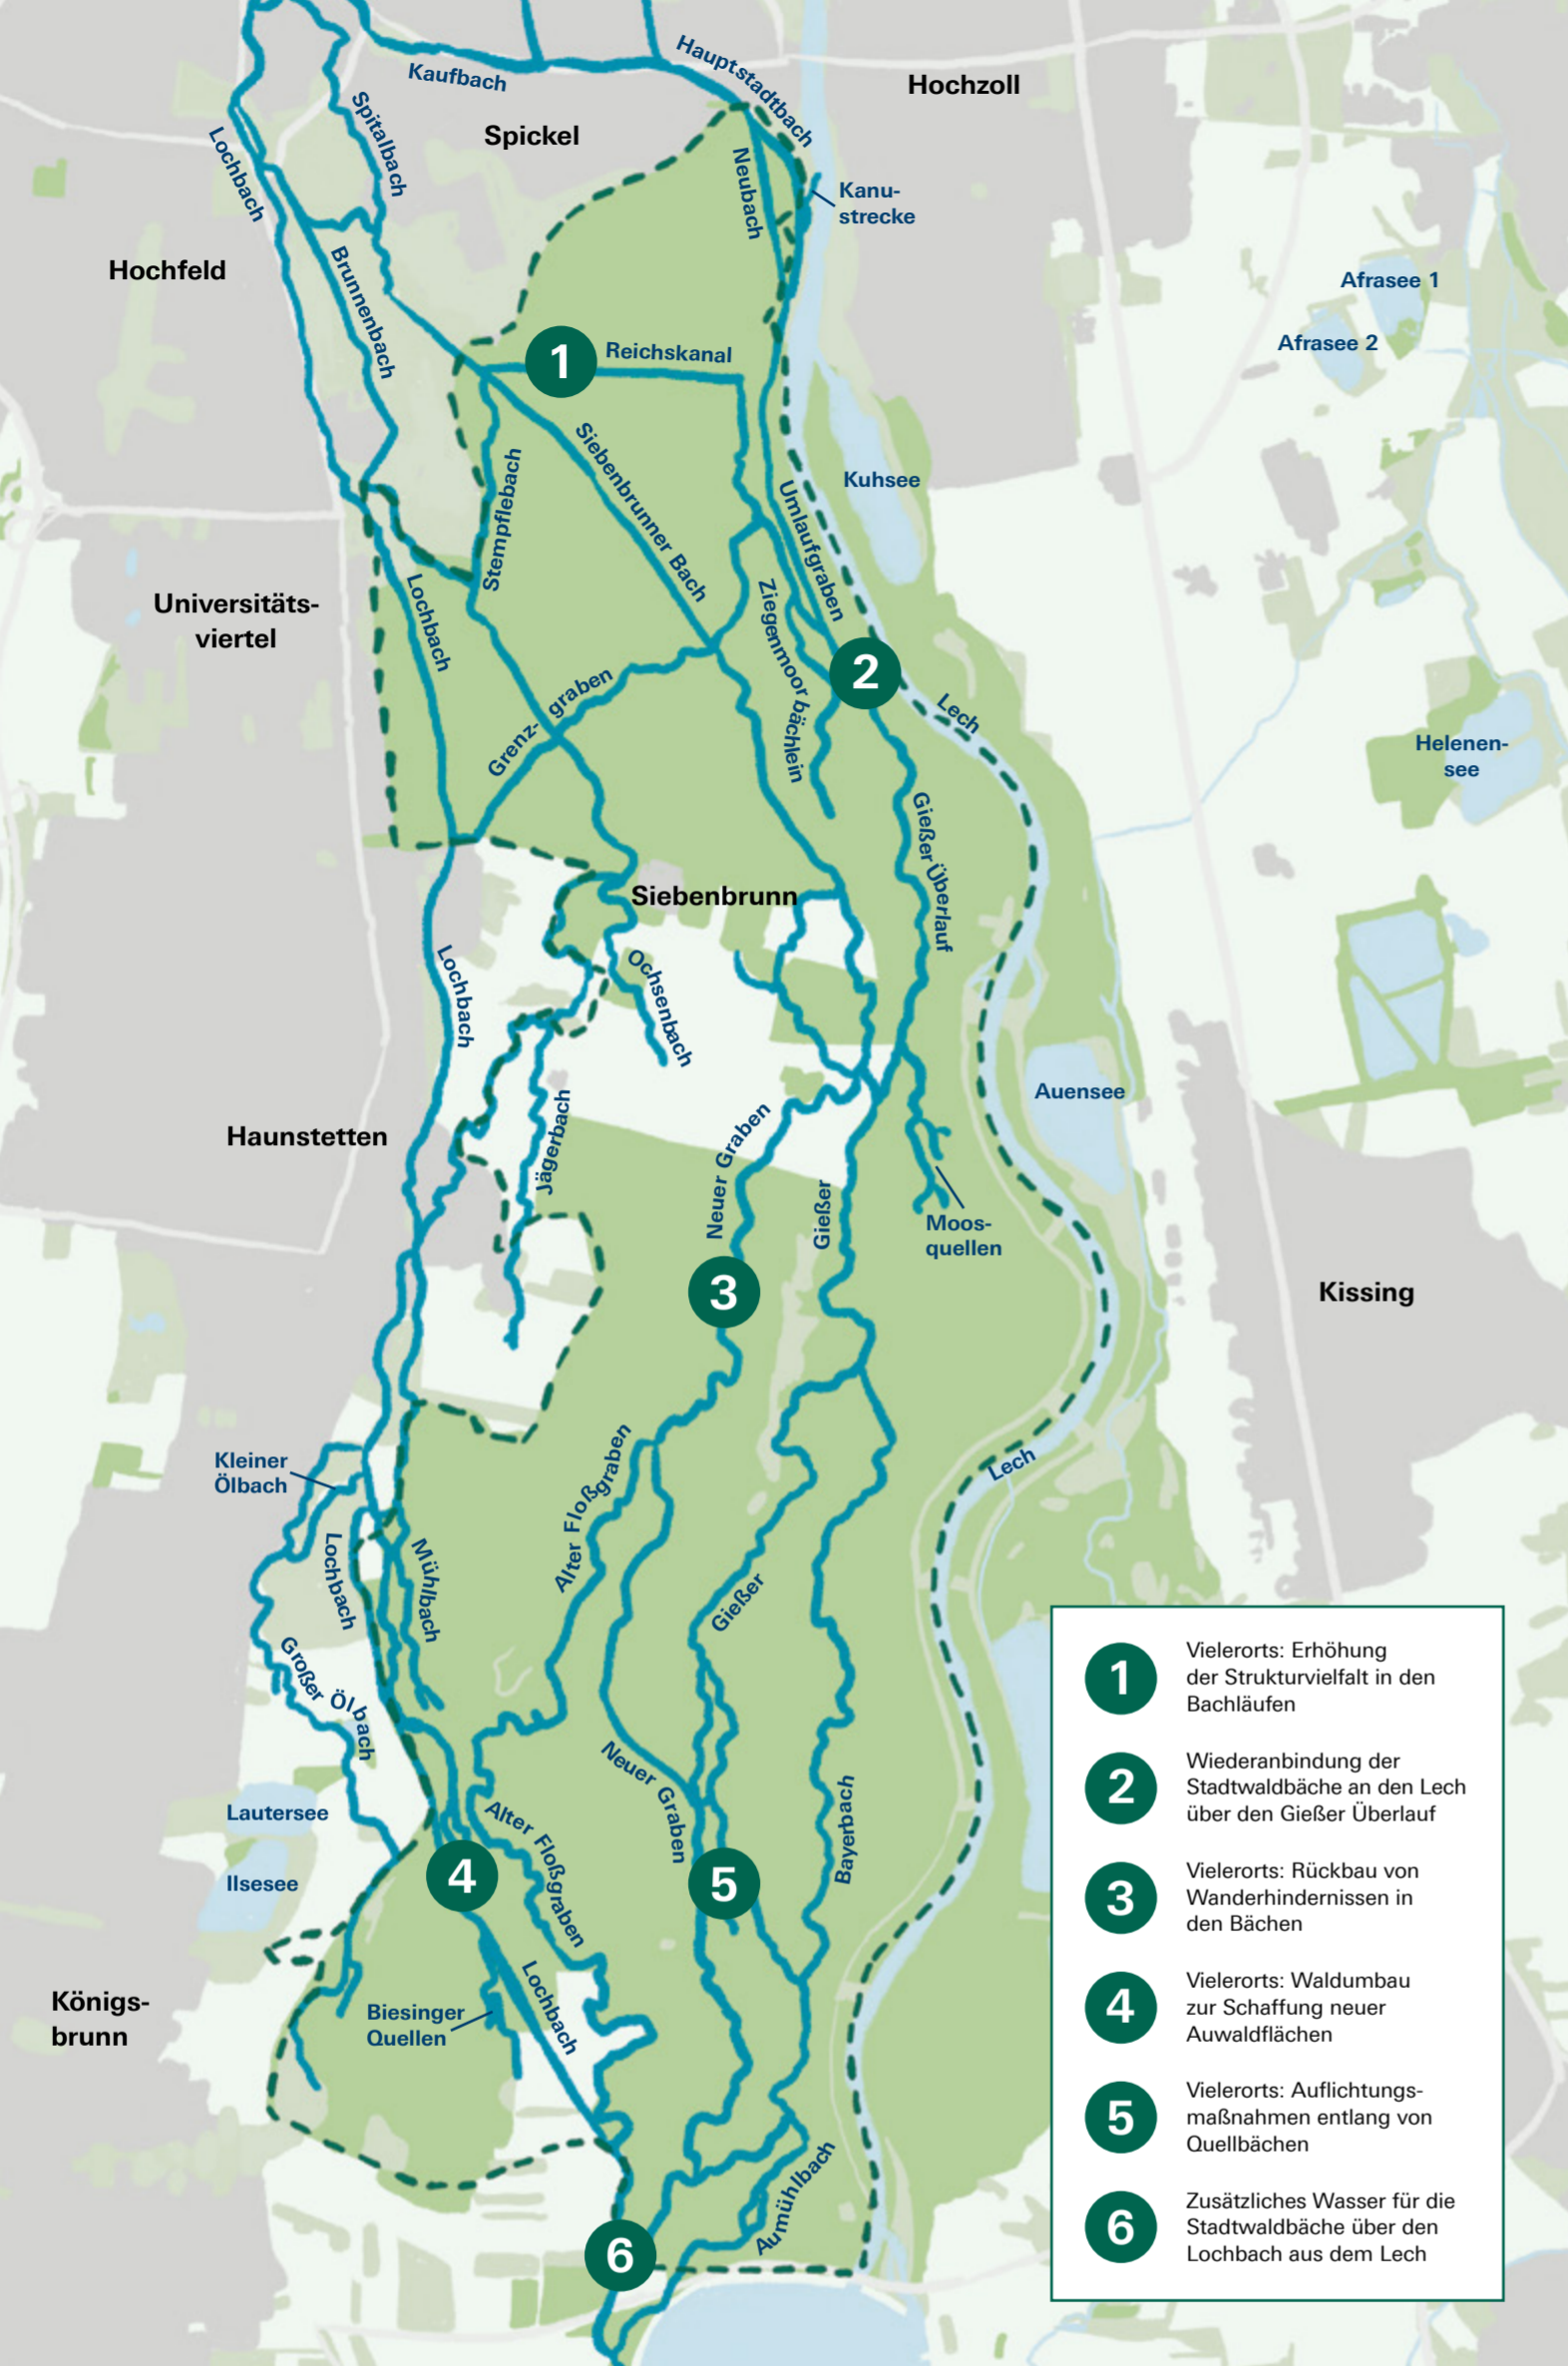 Kaufbach
Hauptstadtbach
Hochzoll
Spickel
Spitalbach
Lochbach
Neubach
Kanu-
strecke
Hochfeld
Brunnenbach
Afrasee 1
Afrasee 2
1
Reichskanal
Siebenbrunner Bach
Stempflebach
Kuhsee
Umlaufgraben
Universitäts-
viertel
Lochbach
Ziegenmoorbächlein
2
Grenz-graben
Lech
Helenen-
see
Gießer Überlauf
Siebenbrunn
Lochbach
Ochsenbach
Auensee
Haunstetten
Jägerbach
Neuer Graben
Gießer
Moos-
quellen
3
Kissing
Kleiner
Ölbach
Alter Floßgraben
Lech
Lochbach
Mühlbach
Gießer
Großer Ölbach
Neuer Graben
Bayerbach
Lautersee
Alter Floßgraben
Ilsesee
4
5
Königs-
brunn
Biesinger
Quellen
Lochbach
Aumühlbach
6
1
Vielerorts: Erhöhung
der Strukturvielfalt in den
Bachläufen
2
Wiederanbindung der
Stadtwaldbäche an den Lech
über den Gießer Überlauf
3
Vielerorts: Rückbau von
Wanderhindernissen in
den Bächen
4
Vielerorts: Waldumbau
zur Schaffung neuer
Auwaldflächen
5
Vielerorts: Auflichtungs-
maßnahmen entlang von
Quellbächen
6
Zusätzliches Wasser für die
Stadtwaldbäche über den
Lochbach aus dem Lech